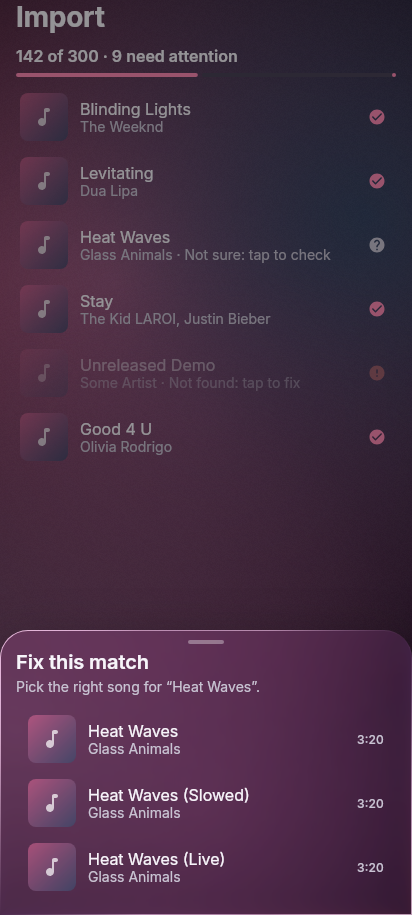 Import
142 of 300 · 9 need attention
Blinding Lights
The Weeknd
Levitating
Dua Lipa
Heat Waves
Glass Animals · Not sure: tap to check
Stay
The Kid LAROI, Justin Bieber
Unreleased Demo
Some Artist · Not found: tap to fix
Good 4 U
Olivia Rodrigo
Fix this match
Pick the right song for “Heat Waves”.
Heat Waves
Glass Animals
3:20
Heat Waves (Slowed)
Glass Animals
3:20
Heat Waves (Live)
Glass Animals
3:20